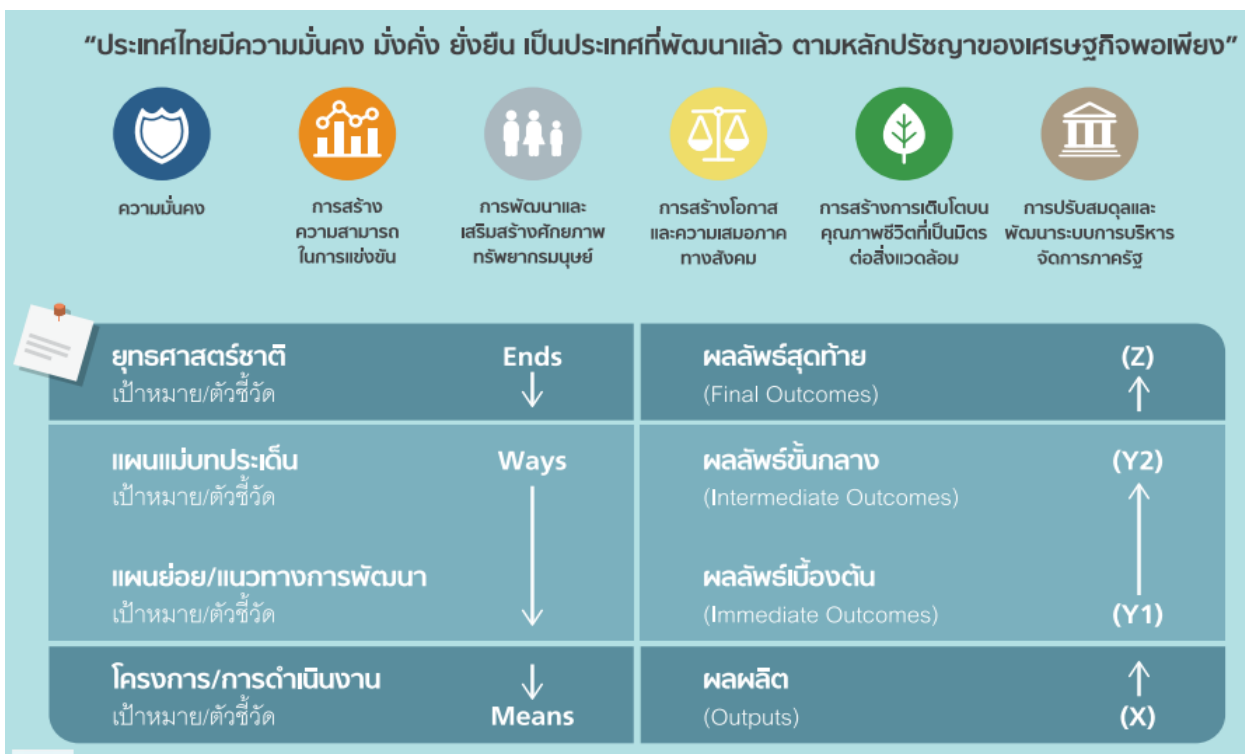 “ประเทศไทยมีความมั่นคง มั่งคั่ง ยั่งยืน เป็นประเทศที่พัฒนาแล้ว ตามหลักปรัชญาของเศรษฐกิจพอเพียง”
ความมั่นคง
การสร้าง
ความสามารถ
ในการแข่งขัน
การพัฒนาและ
เสริมสร้างศักยภาพ
ทรัพยากรมนุษย์
การสร้างโอกาส
และความเสมอภาค
ทางสังคม
การสร้างการเติบโตบน
คุณภาพชีวิตที่เป็นมิตร
ต่อสิ่งแวดล้อม
การปรับสมดุลและ
พัฒนาระบบการบริหาร
จัดการภาครัฐ
ยุทธศาสตร์ชาติ Ends
เป้าหมาย/ตัวชี้วัด
ผลลัพธ์สุดท้าย (Z)
(Final Outcomes)
แผนแม่บทประเด็น Ways
เป้าหมาย/ตัวชี้วัด
ผลลัพธ์ขั้นกลาง (Y2)
(Intermediate Outcomes)
แผนย่อย/แนวทางการพัฒนา
เป้าหมาย/ตัวชี้วัด
ผลลัพธ์เบื้องต้น
(Immediate Outcomes) (Y1)
โครงการ/การดำเนินงาน
เป้าหมาย/ตัวชี้วัด Means
ผลผลิต
(Outputs) (X)